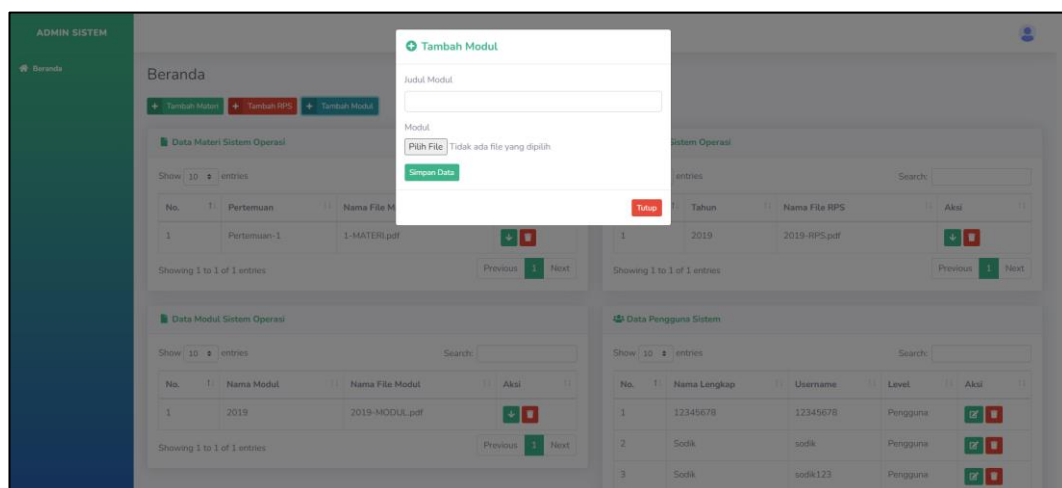 ADMIN SISTEM
Beranda
Beranda
Tambah Materi
Tambah RPS
Tambah Modul
Tambah Modul
Judul Modul
Modul
Pilih File Tidak ada file yang dipilih
Simpan Data
Tutup
Data Materi Sistem Operasi
Show 10 entries
No. Pertemuan Nama File M
1 Pertemuan-1 1-MATERI.pdf
Showing 1 to 1 of 1 entries
Previous 1 Next
Sistem Operasi
entries Search:
Tahun Nama File RPS Aksi
1 2019 2019-RPS.pdf
Showing 1 to 1 of 1 entries
Previous 1 Next
Data Modul Sistem Operasi
Show 10 entries Search:
No. Nama Modul Nama File Modul Aksi
1 2019 2019-MODUL.pdf
Showing 1 to 1 of 1 entries
Previous 1 Next
Data Pengguna Sistem
Show 10 entries Search:
No. Nama Lengkap Username Level Aksi
1 12345678 12345678 Pengguna
2 Sodik sodik Pengguna
3 Sodik sodik123 Pengguna